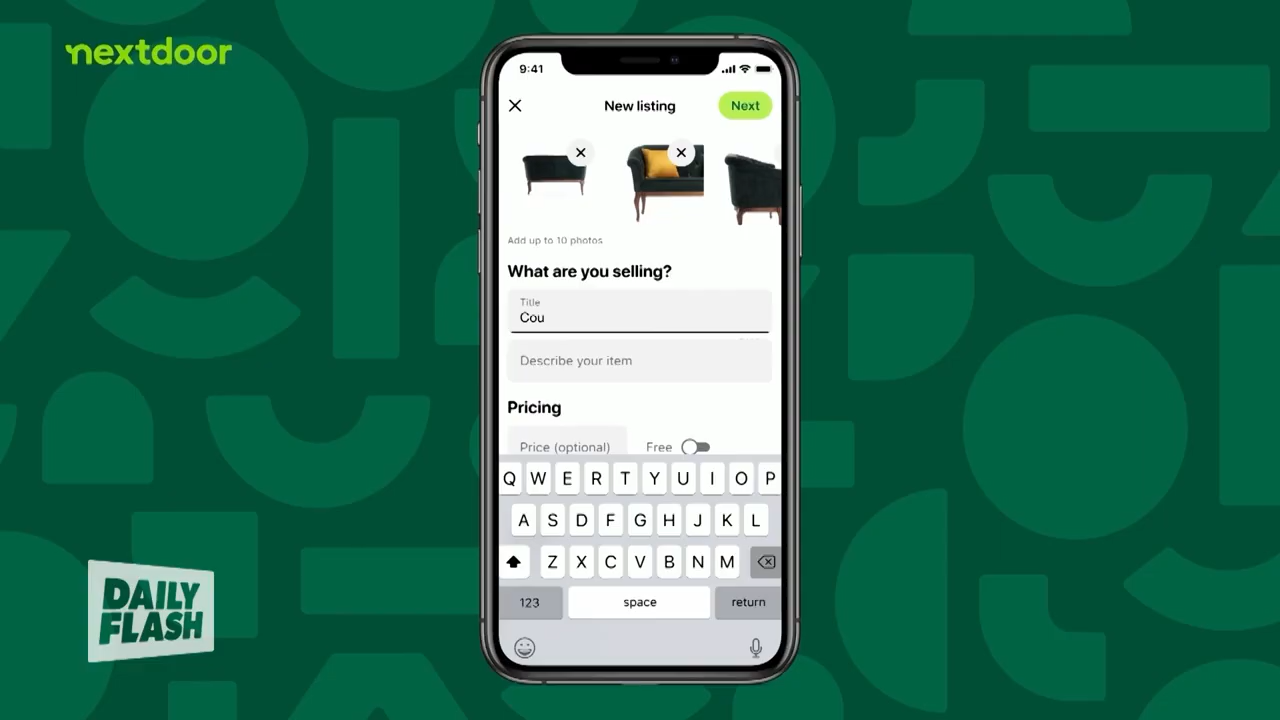 nextdoor
9:41
New listing
Next
Add up to 10 photos
What are you selling?
Title
Cou
Describe your item
Pricing
Price (optional)
Free
Q W E R T Y U I O P
A S D F G H J K L
Z X C V B N M
123
space
return
DAILY
FLASH